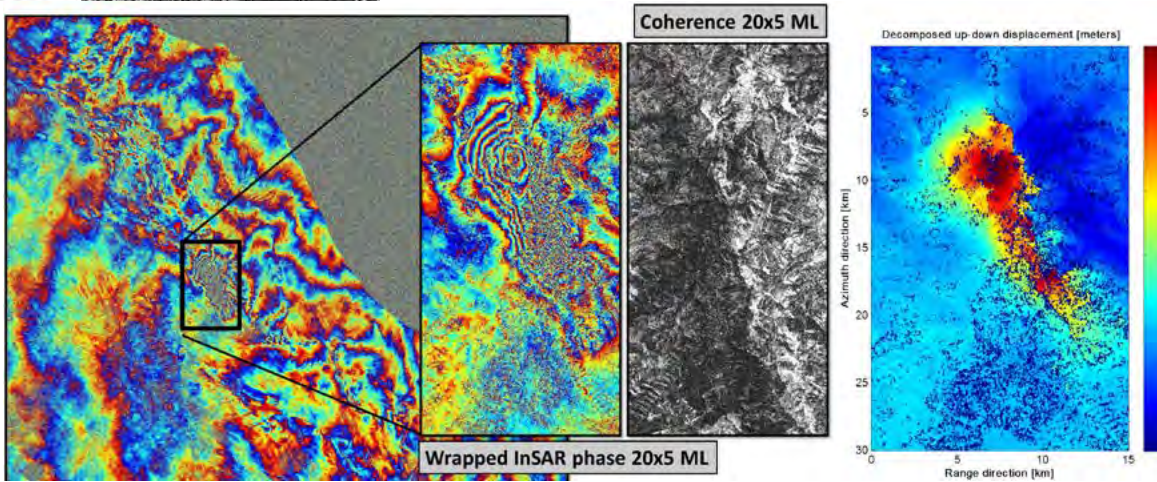 Coherence 20x5 ML
Wrapped InSAR phase 20x5 ML
Decomposed up-down displacement [meters]
Azimuth direction [km]
5
10
15
20
25
30
0
5
10
15
Range direction [km]